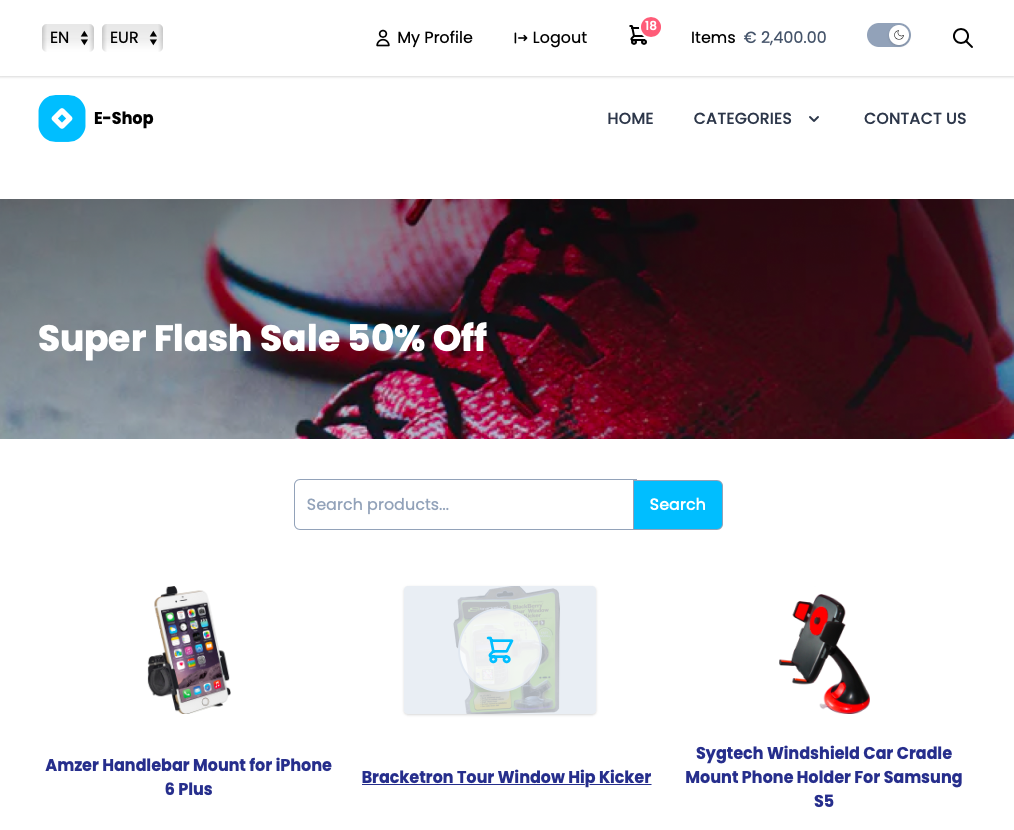 EN EUR My Profile Logout 18 Items € 2,400.00
E-Shop HOME CATEGORIES CONTACT US
Super Flash Sale 50% Off
Search products... Search
Amzer Handlebar Mount for iPhone
6 Plus
Bracketron Tour Window Hip Kicker
Sygtech Windshield Car Cradle
Mount Phone Holder For Samsung
S5